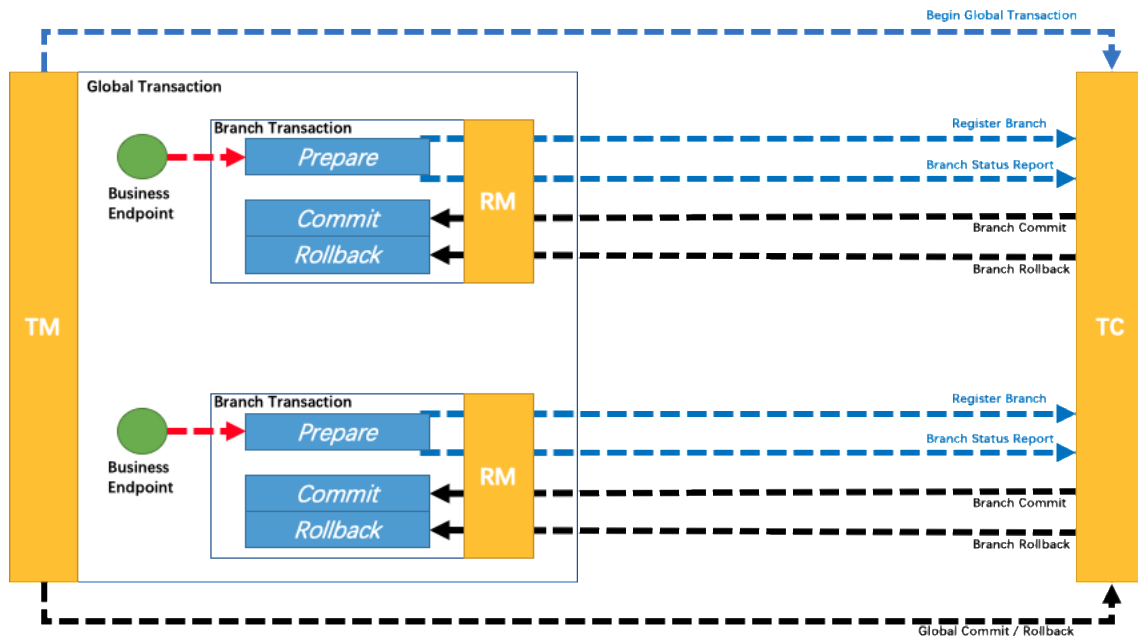 Begin Global Transaction
Global Transaction
Branch Transaction
Prepare
Commit
Rollback
RM
Business
Endpoint
Register Branch
Branch Status Report
Branch Commit
Branch Rollback
TM
TC
Branch Transaction
Prepare
Commit
Rollback
RM
Business
Endpoint
Register Branch
Branch Status Report
Branch Commit
Branch Rollback
Global Commit / Rollback